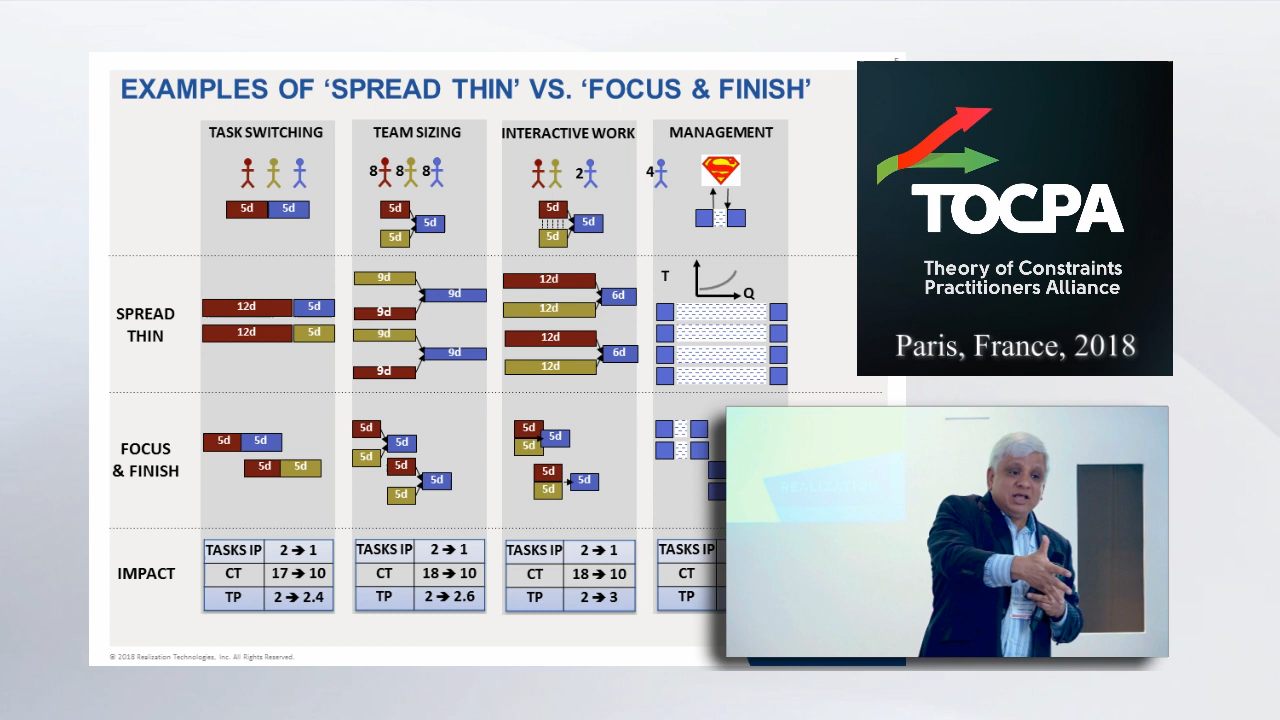 EXAMPLES OF ‘SPREAD THIN’ VS. ‘FOCUS & FINISH’
TASK SWITCHING
TEAM SIZING
INTERACTIVE WORK
MANAGEMENT
8 8 8
2
4
5d 5d
5d
5d
5d
5d
5d
5d
SPREAD
THIN
12d 5d
12d 5d
9d
9d
9d
9d
9d
9d
12d
6d
12d
12d
6d
12d
T
Q
FOCUS
& FINISH
5d 5d
5d 5d
5d
5d
5d
5d
5d
5d
5d
5d
5d
5d
5d
5d
IMPACT
TASKS IP 2 ➔ 1
CT 17 ➔ 10
TP 2 ➔ 2.4
TASKS IP 2 ➔ 1
CT 18 ➔ 10
TP 2 ➔ 2.6
TASKS IP 2 ➔ 1
CT 18 ➔ 10
TP 2 ➔ 3
TASKS IP
CT
TP
© 2018 Realization Technologies, Inc. All Rights Reserved.
TOCPA
Theory of Constraints
Practitioners Alliance
Paris, France, 2018
REALIZATION